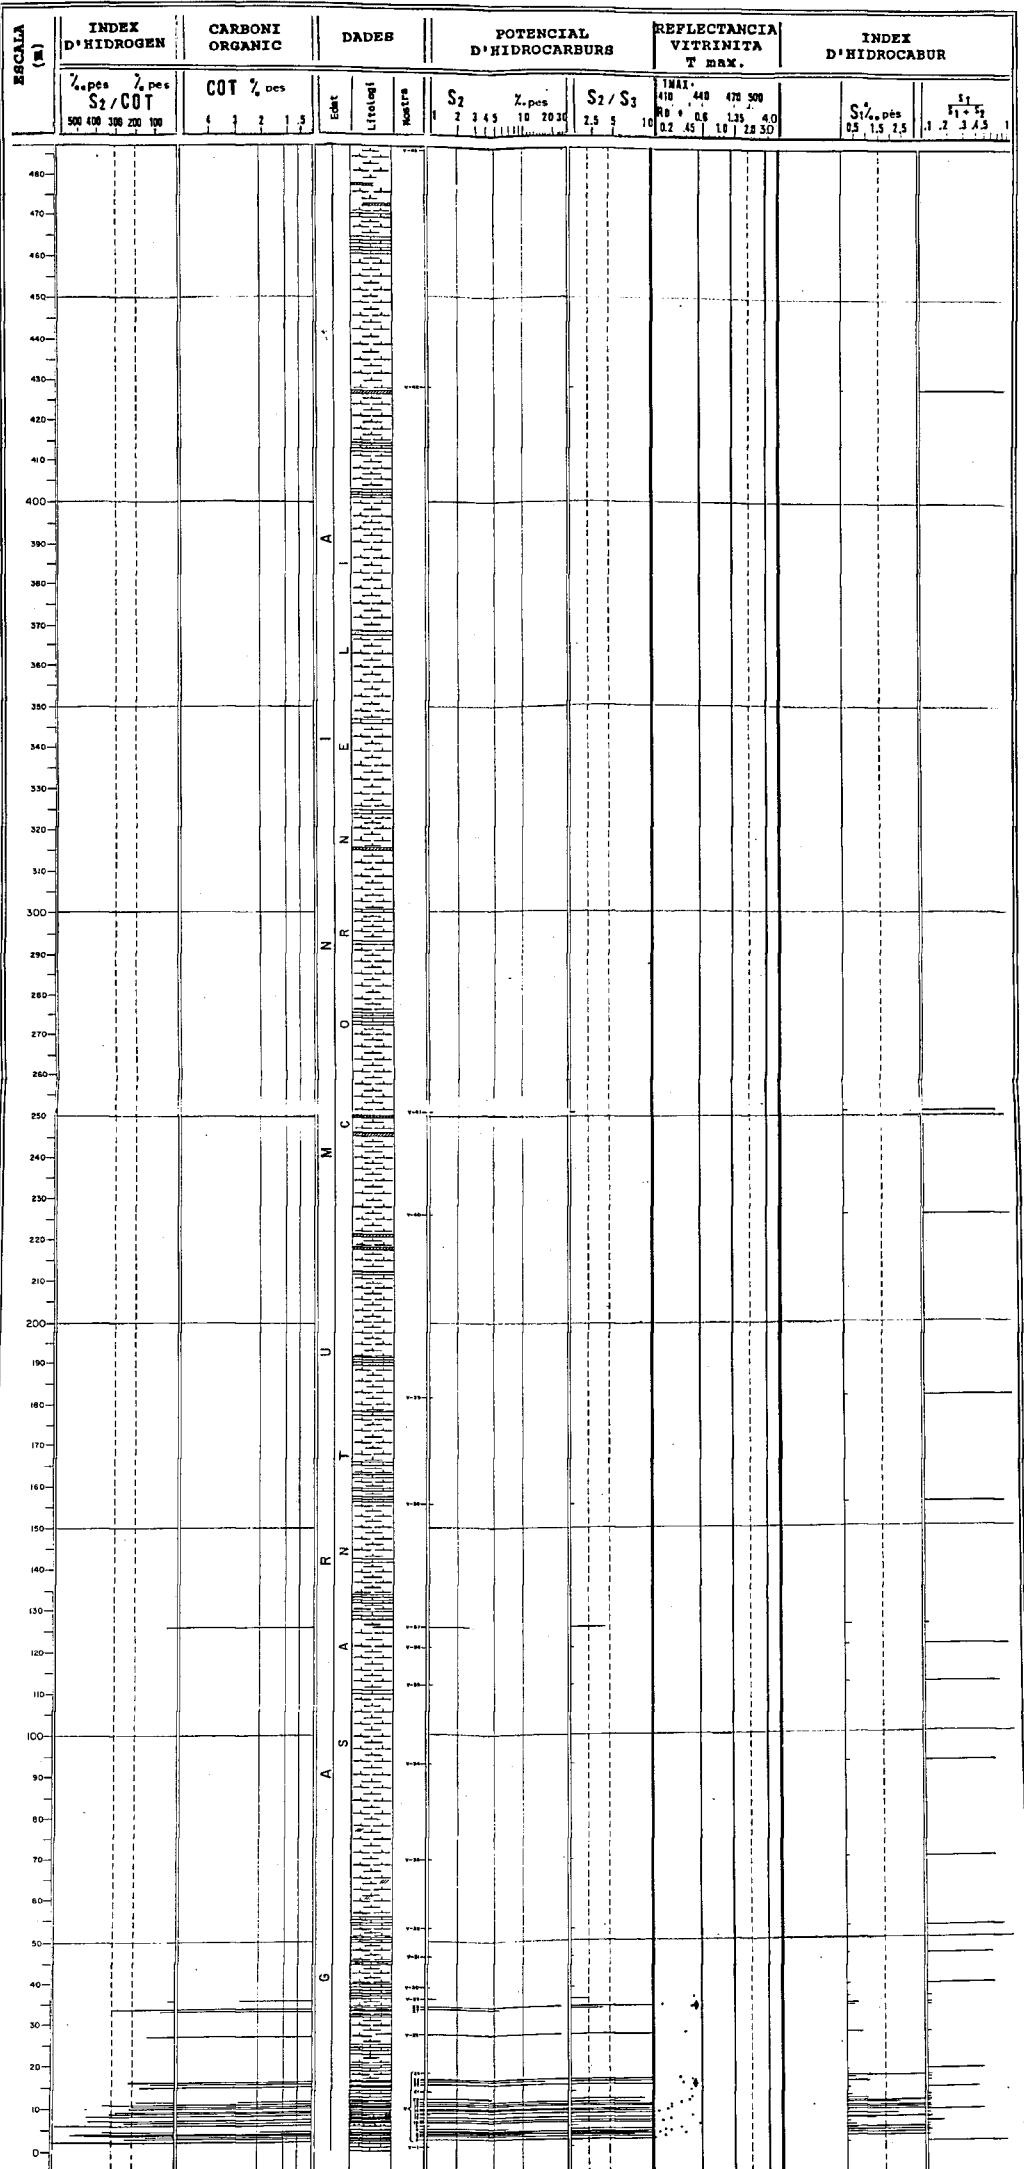 ESCALA (m)
INDEX D'HIDROGEN
CARBONI ORGANIC
DADES
POTENCIAL D'HIDROCARBURS
REFLECTANCIA VITRINITA T max.
INDEX D'HIDROCABUR
pes % pes
S2/COT
500 400 300 200 100
COT % pes
4 3 2 1 .5
Edat
Litologi
Mostra
S2 % pes
1 2 3 4 5 10 20 30
S2/S3
2.5 5 10
TMAX
410 440 470 500
Ro 0.6 1.35 4.0
0.2 .45 1.0 2.0 3.0
S1 pes
0.5 1.5 2.5
S1 / S1 + S2
.1 .2 .3 .4 .5 1
480
470
460
450
440
430
420
410
400
390
380
370
360
350
340
330
320
310
300
290
280
270
260
250
240
230
220
210
200
190
180
170
160
150
140
130
120
110
100
90
80
70
60
50
40
30
20
10
0
GARUMNIA
SANT CORNELI